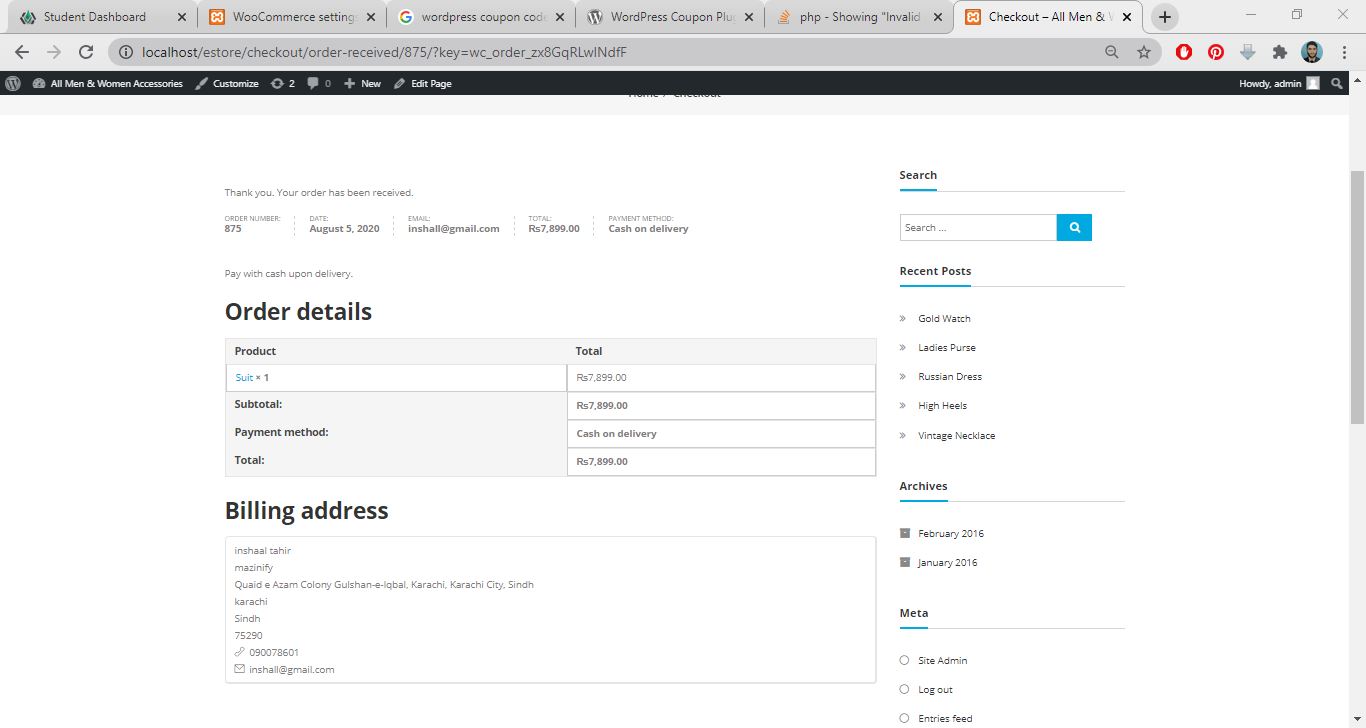 Student Dashboard
WooCommerce settings
wordpress coupon code
WordPress Coupon Plug
php - Showing "Invalid
Checkout – All Men & W
localhost/estore/checkout/order-received/875/?key=wc_order_zx8GqRLwINdfF
All Men & Women Accessories Customize 2 0 New Edit Page Howdy, admin
Home / Checkout
Thank you. Your order has been received.
ORDER NUMBER: DATE: EMAIL: TOTAL: PAYMENT METHOD:
875 August 5, 2020 inshall@gmail.com ₨7,899.00 Cash on delivery
Pay with cash upon delivery.
Order details
Product Total
Suit × 1 ₨7,899.00
Subtotal: ₨7,899.00
Payment method: Cash on delivery
Total: ₨7,899.00
Billing address
inshaal tahir
mazinify
Quaid e Azam Colony Gulshan-e-Iqbal, Karachi, Karachi City, Sindh
karachi
Sindh
75290
090078601
inshall@gmail.com
Search
Search ...
Recent Posts
Gold Watch
Ladies Purse
Russian Dress
High Heels
Vintage Necklace
Archives
February 2016
January 2016
Meta
Site Admin
Log out
Entries feed